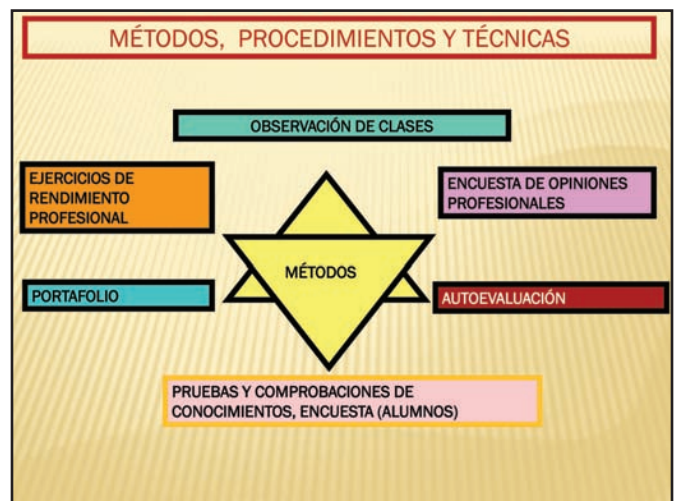 MÉTODOS, PROCEDIMIENTOS Y TÉCNICAS
OBSERVACIÓN DE CLASES
EJERCICIOS DE
RENDIMIENTO
PROFESIONAL
ENCUESTA DE OPINIONES
PROFESIONALES
MÉTODOS
PORTAFOLIO
AUTOEVALUACIÓN
PRUEBAS Y COMPROBACIONES DE
CONOCIMIENTOS, ENCUESTA (ALUMNOS)